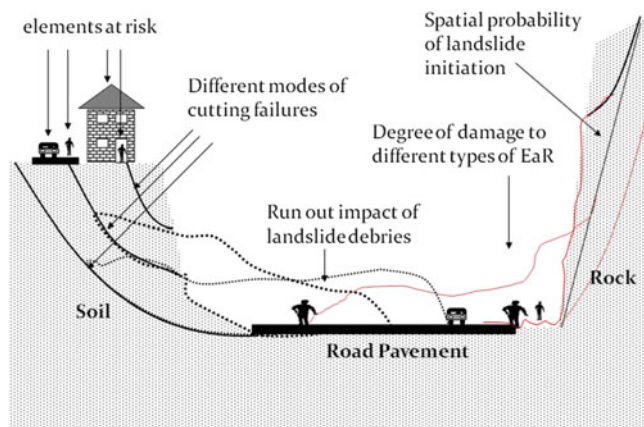 elements at risk
Different modes of
cutting failures
Spatial probability
of landslide
initiation
Degree of damage to
different types of EaR
Run out impact of
landslide debries
Soil
Rock
Road Pavement